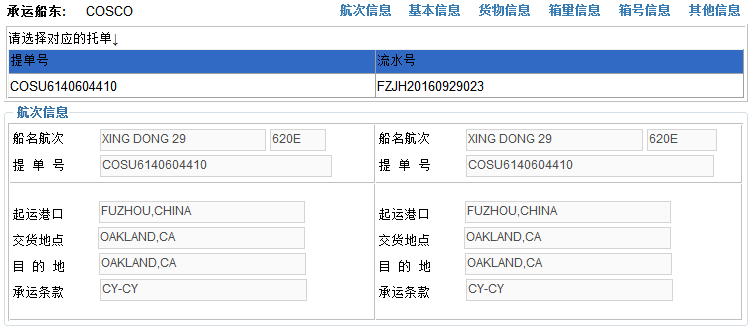 承运船东: COSCO 航次信息 基本信息 货物信息 箱量信息 箱号信息 其他信息
请选择对应的托单↓
提单号 流水号
COSU6140604410 FZJH20160929023
航次信息
船名航次 XING DONG 29 620E 船名航次 XING DONG 29 620E
提 单 号 COSU6140604410 提 单 号 COSU6140604410
起运港口 FUZHOU,CHINA 起运港口 FUZHOU,CHINA
交货地点 OAKLAND,CA 交货地点 OAKLAND,CA
目 的 地 OAKLAND,CA 目 的 地 OAKLAND,CA
承运条款 CY-CY 承运条款 CY-CY